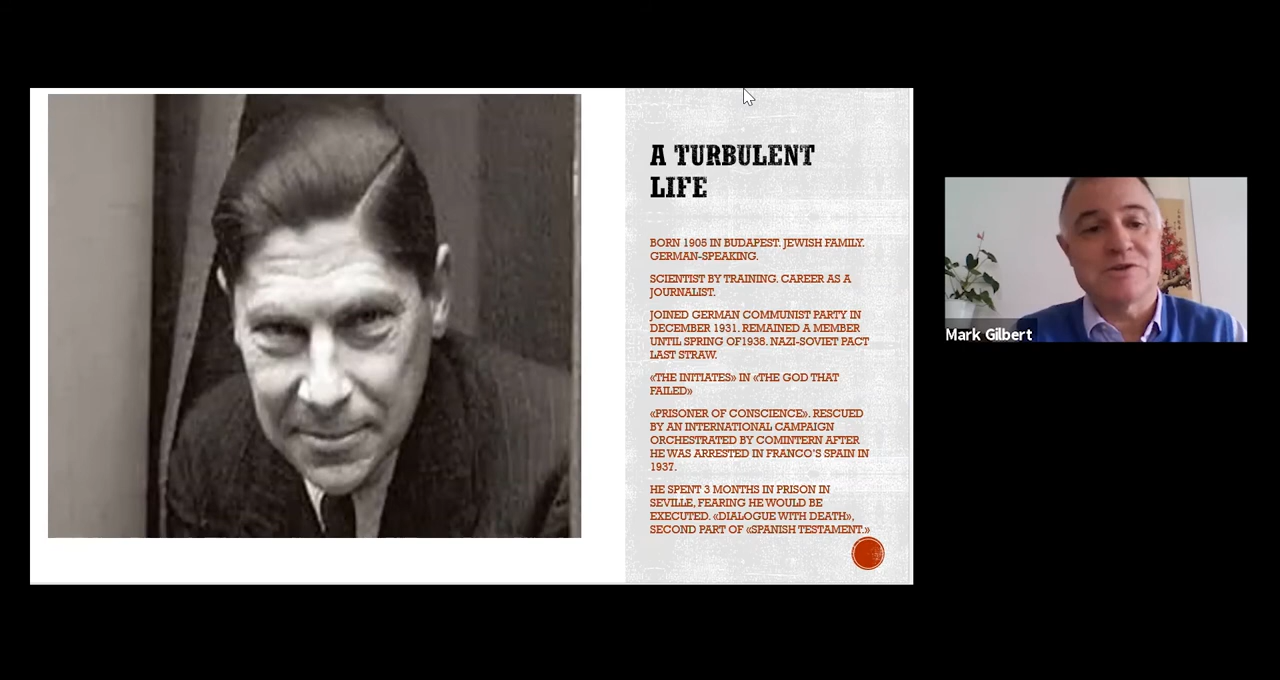 A TURBULENT
LIFE
BORN 1905 IN BUDAPEST. JEWISH FAMILY.
GERMAN-SPEAKING.
SCIENTIST BY TRAINING. CAREER AS A
JOURNALIST.
JOINED GERMAN COMMUNIST PARTY IN
DECEMBER 1931. REMAINED A MEMBER
UNTIL SPRING OF1938. NAZI-SOVIET PACT
LAST STRAW.
«THE INITIATES» IN «THE GOD THAT
FAILED»
«PRISONER OF CONSCIENCE». RESCUED
BY AN INTERNATIONAL CAMPAIGN
ORCHESTRATED BY COMINTERN AFTER
HE WAS ARRESTED IN FRANCO'S SPAIN IN
1937.
HE SPENT 3 MONTHS IN PRISON IN
SEVILLE, FEARING HE WOULD BE
EXECUTED. «DIALOGUE WITH DEATH»,
SECOND PART OF «SPANISH TESTAMENT.»
Mark Gilbert